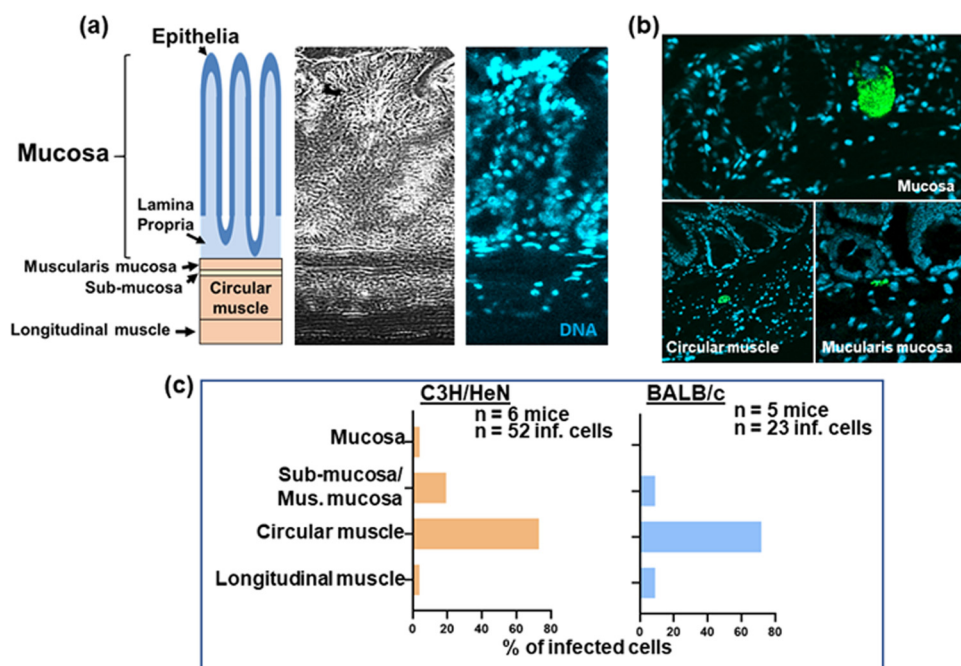 (a)
Epithelia
Mucosa
Lamina
Propria
Muscularis mucosa
Sub-mucosa
Circular
muscle
Longitudinal muscle
DNA
(b)
Mucosa
Circular muscle
Mucularis mucosa
(c)
C3H/HeN
n = 6 mice
n = 52 inf. cells
BALB/c
n = 5 mice
n = 23 inf. cells
Mucosa
Sub-mucosa/
Mus. mucosa
Circular muscle
Longitudinal muscle
0 20 40 60 80
0 20 40 60 80
% of infected cells